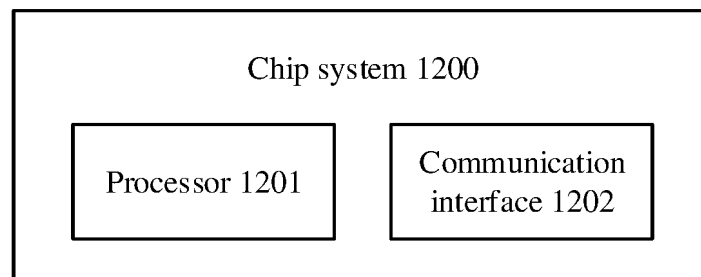 Chip system 1200
Processor 1201
Communication
interface 1202